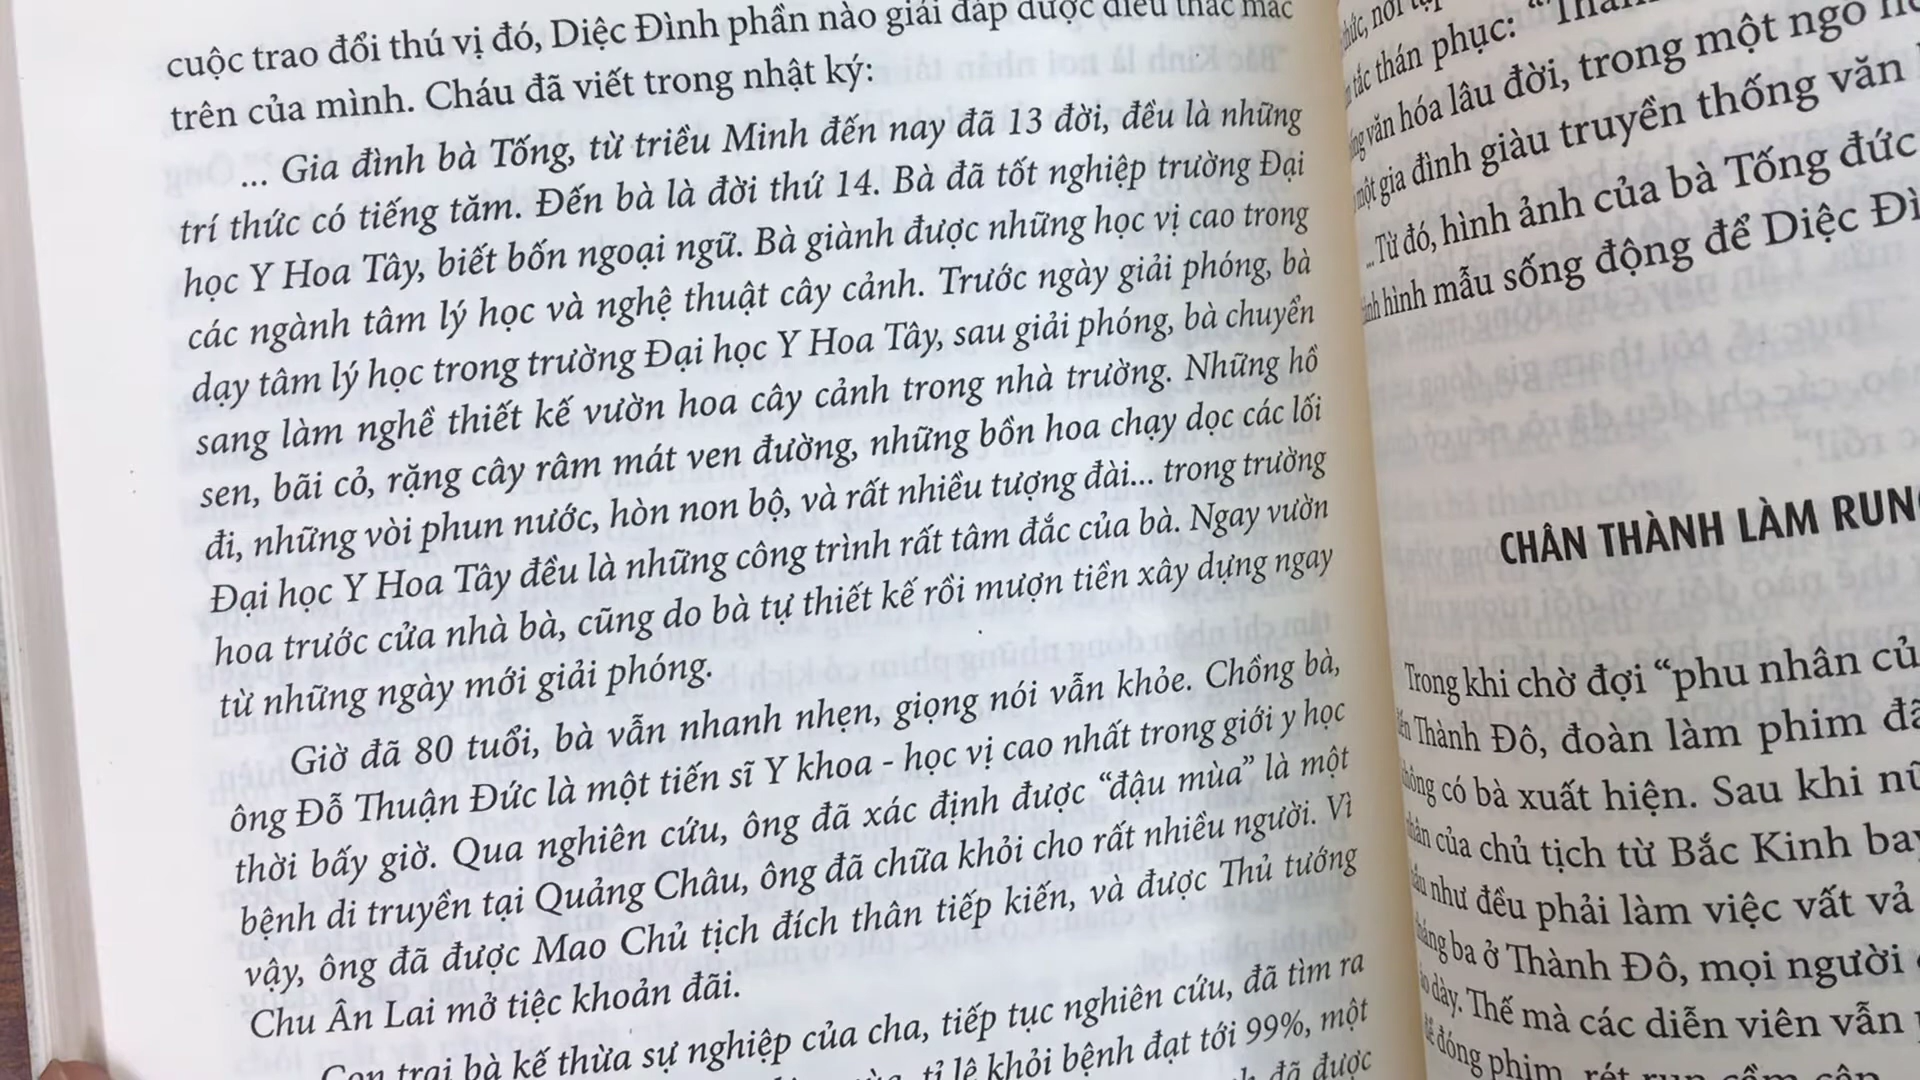 cuộc trao đổi thú vị đó, Diệc Đình phần nào giải đáp được điều thắc mắc
trên của mình. Cháu đã viết trong nhật ký:
... Gia đình bà Tống, từ triều Minh đến nay đã 13 đời, đều là những
trí thức có tiếng tăm. Đến bà là đời thứ 14. Bà đã tốt nghiệp trường Đại
học Y Hoa Tây, biết bốn ngoại ngữ. Bà giành được những học vị cao trong
các ngành tâm lý học và nghệ thuật cây cảnh. Trước ngày giải phóng, bà
dạy tâm lý học trong trường Đại học Y Hoa Tây, sau giải phóng, bà chuyển
sang làm nghề thiết kế vườn hoa cây cảnh trong nhà trường. Những hồ
sen, bãi cỏ, rặng cây râm mát ven đường, những bồn hoa chạy dọc các lối
đi, những vòi phun nước, hòn non bộ, và rất nhiều tượng đài... trong trường
Đại học Y Hoa Tây đều là những công trình rất tâm đắc của bà. Ngay vườn
hoa trước cửa nhà bà, cũng do bà tự thiết kế rồi mượn tiền xây dựng ngay
từ những ngày mới giải phóng.
Giờ đã 80 tuổi, bà vẫn nhanh nhẹn, giọng nói vẫn khỏe. Chồng bà,
ông Đỗ Thuận Đức là một tiến sĩ Y khoa - học vị cao nhất trong giới y học
thời bấy giờ. Qua nghiên cứu, ông đã xác định được “đậu mùa” là một
bệnh di truyền tại Quảng Châu, ông đã chữa khỏi cho rất nhiều người. Vì
vậy, ông đã được Mao Chủ tịch đích thân tiếp kiến, và được Thủ tướng
Chu Ân Lai mở tiệc khoản đãi.
Con trai bà kế thừa sự nghiệp của cha, tiếp tục nghiên cứu, đã tìm ra
tỉ lệ khỏi bệnh đạt tới 99%, một
đã được
tắc thán phục:
văn hóa lâu đời, trong một ngõ
một gia đình giàu truyền thống văn
bà Tống đức
... Từ đó, hình ảnh của
hình mẫu sống động để Diệc
CHÂN THÀNH LÀM
Trong khi chờ đợi “phu nhân
Thành Đô, đoàn làm phim
có bà xuất hiện. Sau khi
của chủ tịch từ Bắc Kinh
như đều phải làm việc vất vả
ba ở Thành Đô, mọi người
dày. Thế mà các diễn viên vẫn
đóng phim, rét run cầm cập